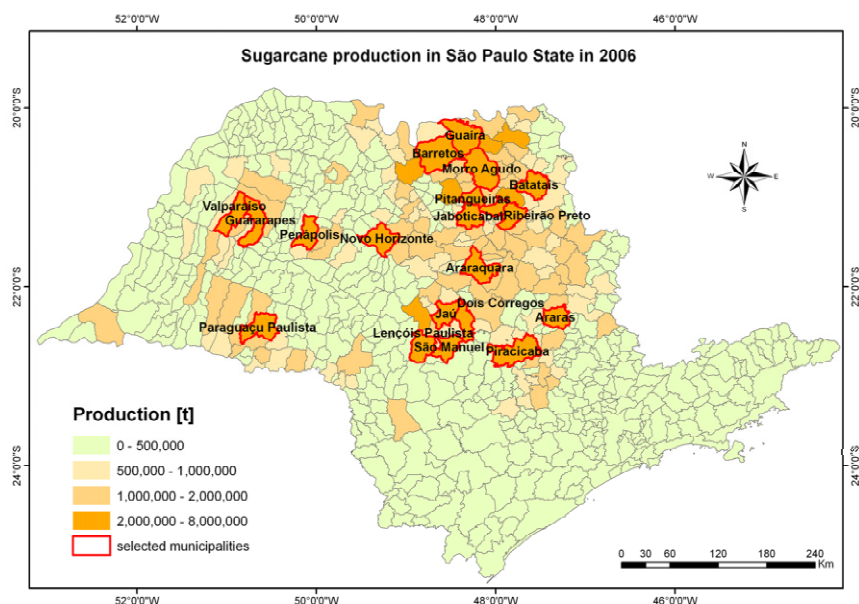 52°0'0"W 50°0'0"W 48°0'0"W 46°0'0"W
Sugarcane production in São Paulo State in 2006
20°0'0"S
20°0'0"S
N
W E
S
Guaíra
Barretos
Morro Agudo
Batatais
Pitangueiras
Jaboticabal
Ribeirão Preto
Valparaíso
Guararapes
Penápolis
Novo Horizonte
Araraquara
22°0'0"S
22°0'0"S
Dois Córregos
Jaú
Araras
Paraguaçu Paulista
Lençóis Paulista
São Manuel
Piracicaba
Production [t]
0 - 500,000
500,000 - 1,000,000
1,000,000 - 2,000,000
2,000,000 - 8,000,000
selected municipalities
24°0'0"S
24°0'0"S
0 30 60 120 180 240
Km
52°0'0"W 50°0'0"W 48°0'0"W 46°0'0"W